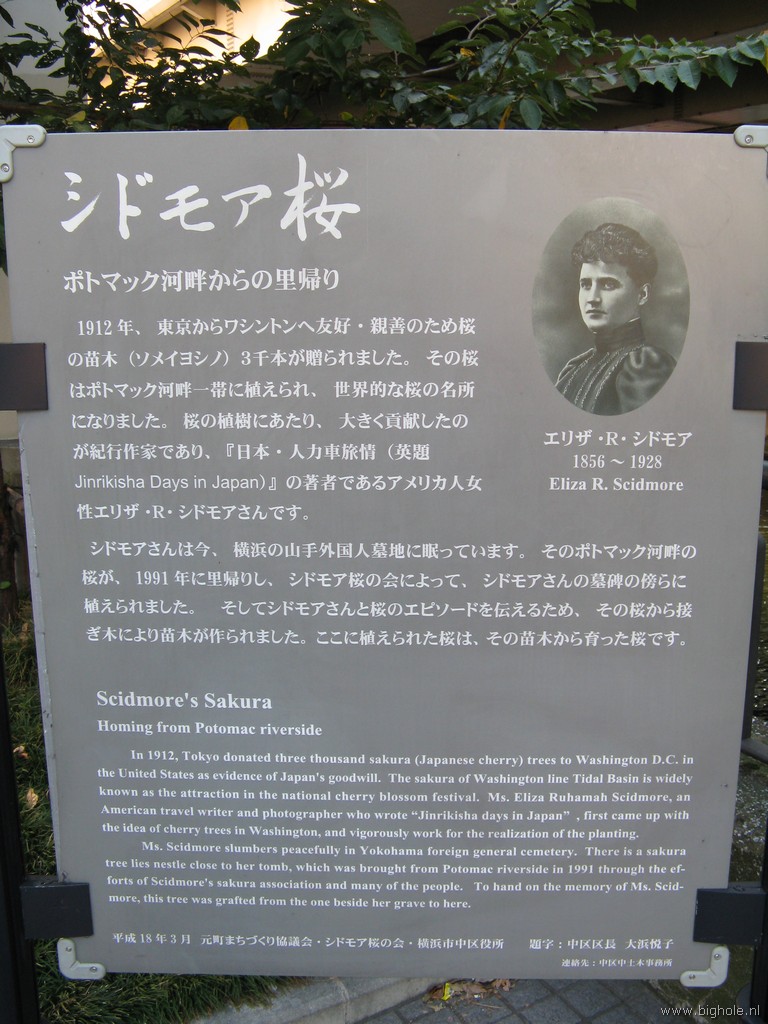 シドモア桜
ポトマック河畔からの里帰り
1912年、東京からワシントンへ友好・親善のため桜
の苗木（ソメイヨシノ）3千本が贈られました。その桜
はポトマック河畔一帯に植えられ、世界的な桜の名所
になりました。桜の植樹にあたり、大きく貢献したの
が紀行作家であり、『日本・人力車旅情（英題
Jinrikisha Days in Japan）』の著者であるアメリカ人女
性エリザ・R・シドモアさんです。
エリザ・R・シドモア
1856～1928
Eliza R. Scidmore
シドモアさんは今、横浜の山手外国人墓地に眠っています。そのポトマック河畔の
桜が、1991年に里帰りし、シドモア桜の会によって、シドモアさんの墓碑の傍らに
植えられました。 そしてシドモアさんと桜のエピソードを伝えるため、その桜から接
ぎ木により苗木が作られました。ここに植えられた桜は、その苗木から育った桜です。
Scidmore's Sakura
Homing from Potomac riverside
In 1912, Tokyo donated three thousand sakura (Japanese cherry) trees to Washington D.C. in
the United States as evidence of Japan's goodwill. The sakura of Washington line Tidal Basin is widely
known as the attraction in the national cherry blossom festival. Ms. Eliza Ruhamah Scidmore, an
American travel writer and photographer who wrote “Jinrikisha days in Japan” , first came up with
the idea of cherry trees in Washington, and vigorously work for the realization of the planting.
Ms. Scidmore slumbers peacefully in Yokohama foreign general cemetery. There is a sakura
tree lies nestle close to her tomb, which was brought from Potomac riverside in 1991 through the ef-
forts of Scidmore's sakura association and many of the people. To hand on the memory of Ms. Scid-
more, this tree was grafted from the one beside her grave to here.
平成18年3月 元町まちづくり協議会・シドモア桜の会・横浜市中区役所 題字：中区区長 大浜悦子
連絡先：中区中土木事務所
www.bighole.nl